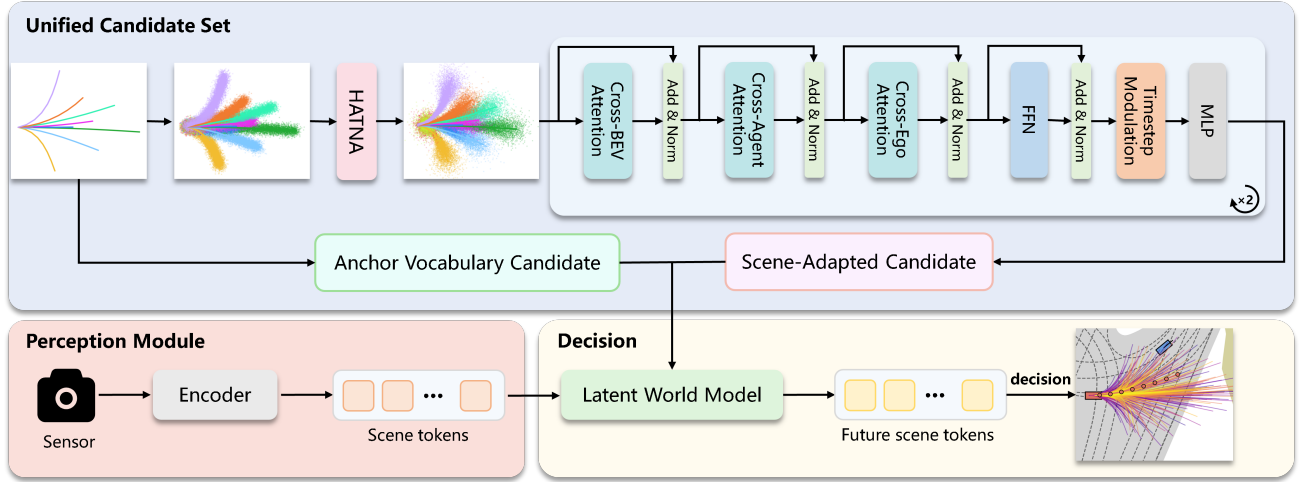 Unified Candidate Set
HATNA
Cross-BEV
Attention
Add & Norm
Cross-Agent
Attention
Add & Norm
Cross-Ego
Attention
Add & Norm
FFN
Add & Norm
Timestep
Modulation
MLP
×2
Anchor Vocabulary Candidate
Scene-Adapted Candidate
Perception Module
Sensor
Encoder
Scene tokens
Decision
Latent World Model
Future scene tokens
decision